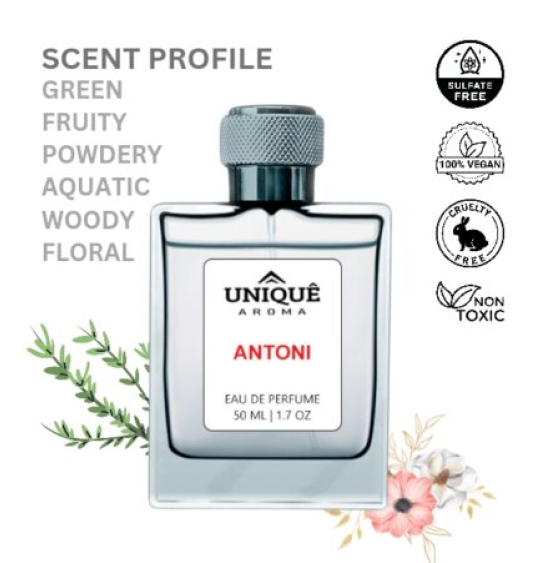 SCENT PROFILE
GREEN
FRUITY
POWDERY
AQUATIC
WOODY
FLORAL
UNIQUÊ
AROMA
ANTONI
EAU DE PERFUME
50 ML | 1.7 OZ
SULFATE
FREE
100% VEGAN
CRUELTY
FREE
NON
TOXIC